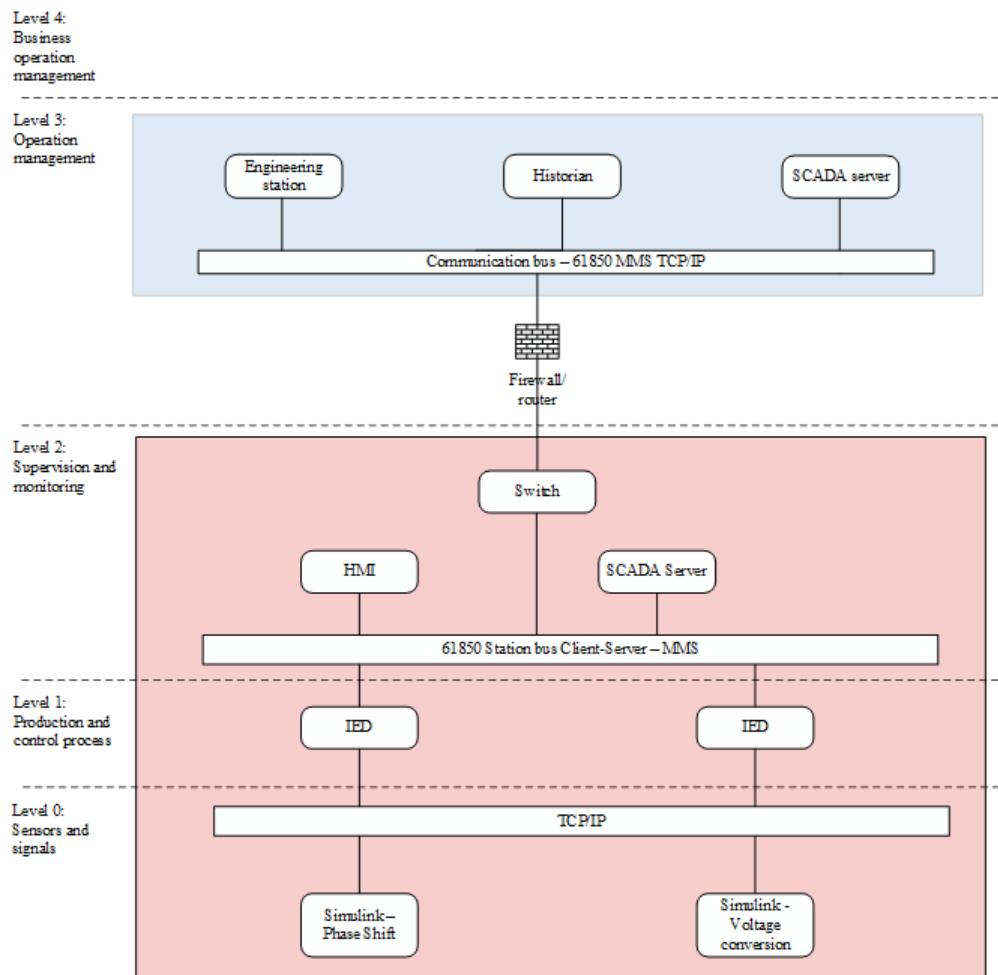 Level 4:
Business
operation
management
Level 3:
Operation
management
Engineering
station
Historian
SCADA server
Communication bus – 61850 MMS TCP/IP
Firewall/
router
Level 2:
Supervision and
monitoring
Switch
HMI
SCADA Server
61850 Station bus Client-Server – MMS
Level 1:
Production and
control process
IED
IED
Level 0:
Sensors and
signals
TCP/IP
Simulink –
Phase Shift
Simulink -
Voltage
conversion